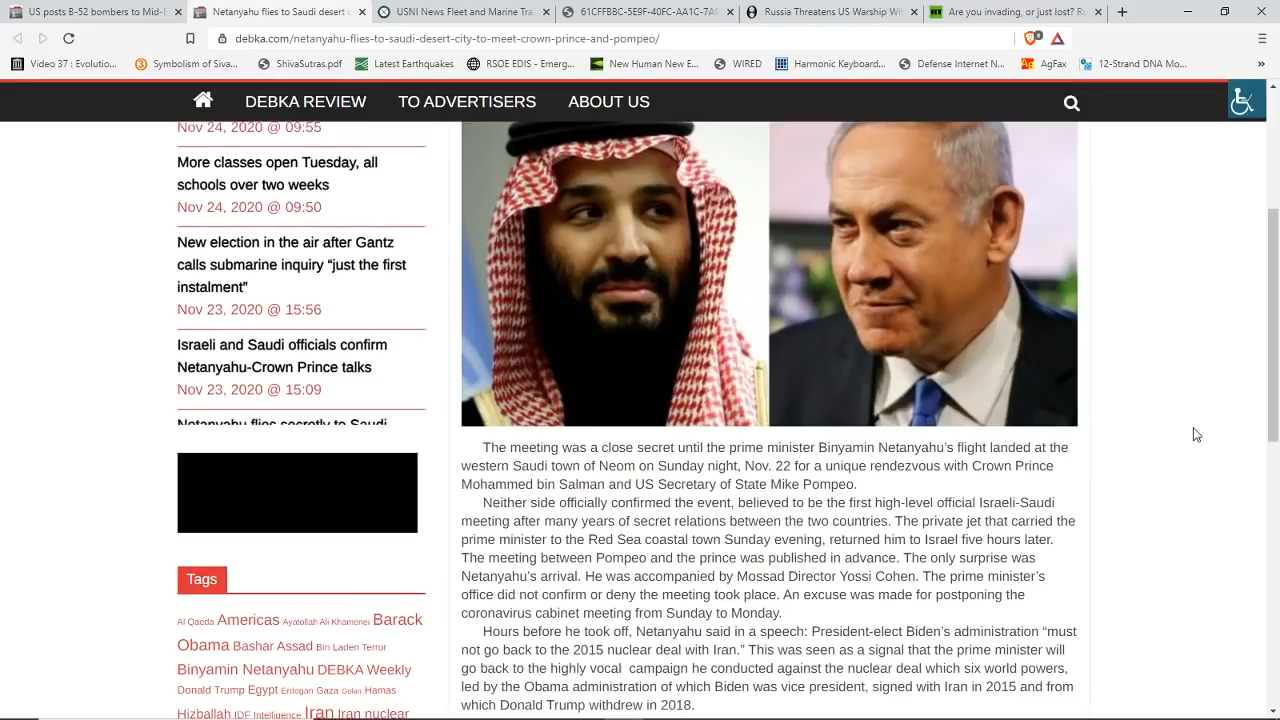 US posts B-52 bombers to Mid-E
Netanyahu flies to Saudi desert c
USNI News Fleet and Marine Tra
61CFFBBC-5E9F-40FC-AA1C-7A9
Russia Threatens US Warship Wi
Are you invading, or just lost? Ru
debka.com/netanyahu-flies-to-saudi-desert-city-to-meet-crown-prince-and-pompeo/
Video 37 : Evolutio...
Symbolism of Siva...
ShivaSutras.pdf
Latest Earthquakes
RSOE EDIS - Emerg...
New Human New E...
WIRED
Harmonic Keyboard...
Defense Internet N...
AgFax
12-Strand DNA Mo...
DEBKA REVIEW
TO ADVERTISERS
ABOUT US
Nov 24, 2020 @ 09:55
More classes open Tuesday, all
schools over two weeks
Nov 24, 2020 @ 09:50
New election in the air after Gantz
calls submarine inquiry “just the first
instalment”
Nov 23, 2020 @ 15:56
Israeli and Saudi officials confirm
Netanyahu-Crown Prince talks
Nov 23, 2020 @ 15:09
Netanyahu flies secretly to Saudi
Tags
Al Qaeda Americas Ayatollah Ali Khamenei Barack
Obama Bashar Assad Bin Laden Terror
Binyamin Netanyahu DEBKA Weekly
Donald Trump Egypt Erdogan Gaza Golan Hamas
Hizballah IDF Intelligence Iran Iran nuclear
The meeting was a close secret until the prime minister Binyamin Netanyahu’s flight landed at the
western Saudi town of Neom on Sunday night, Nov. 22 for a unique rendezvous with Crown Prince
Mohammed bin Salman and US Secretary of State Mike Pompeo.
Neither side officially confirmed the event, believed to be the first high-level official Israeli-Saudi
meeting after many years of secret relations between the two countries. The private jet that carried the
prime minister to the Red Sea coastal town Sunday evening, returned him to Israel five hours later.
The meeting between Pompeo and the prince was published in advance. The only surprise was
Netanyahu’s arrival. He was accompanied by Mossad Director Yossi Cohen. The prime minister’s
office did not confirm or deny the meeting took place. An excuse was made for postponing the
coronavirus cabinet meeting from Sunday to Monday.
Hours before he took off, Netanyahu said in a speech: President-elect Biden’s administration “must
not go back to the 2015 nuclear deal with Iran.” This was seen as a signal that the prime minister will
go back to the highly vocal campaign he conducted against the nuclear deal which six world powers,
led by the Obama administration of which Biden was vice president, signed with Iran in 2015 and from
which Donald Trump withdrew in 2018.